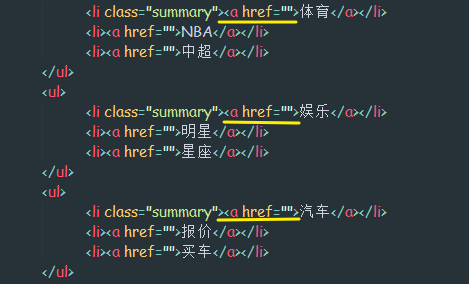 <li class="summary"><a href="">体育</a></li>
<li><a href="">NBA</a></li>
<li><a href="">中超</a></li>
</ul>
<ul>
<li class="summary"><a href="">娱乐</a></li>
<li><a href="">明星</a></li>
<li><a href="">星座</a></li>
</ul>
<ul>
<li class="summary"><a href="">汽车</a></li>
<li><a href="">报价</a></li>
<li><a href="">买车</a></li>
</ul>